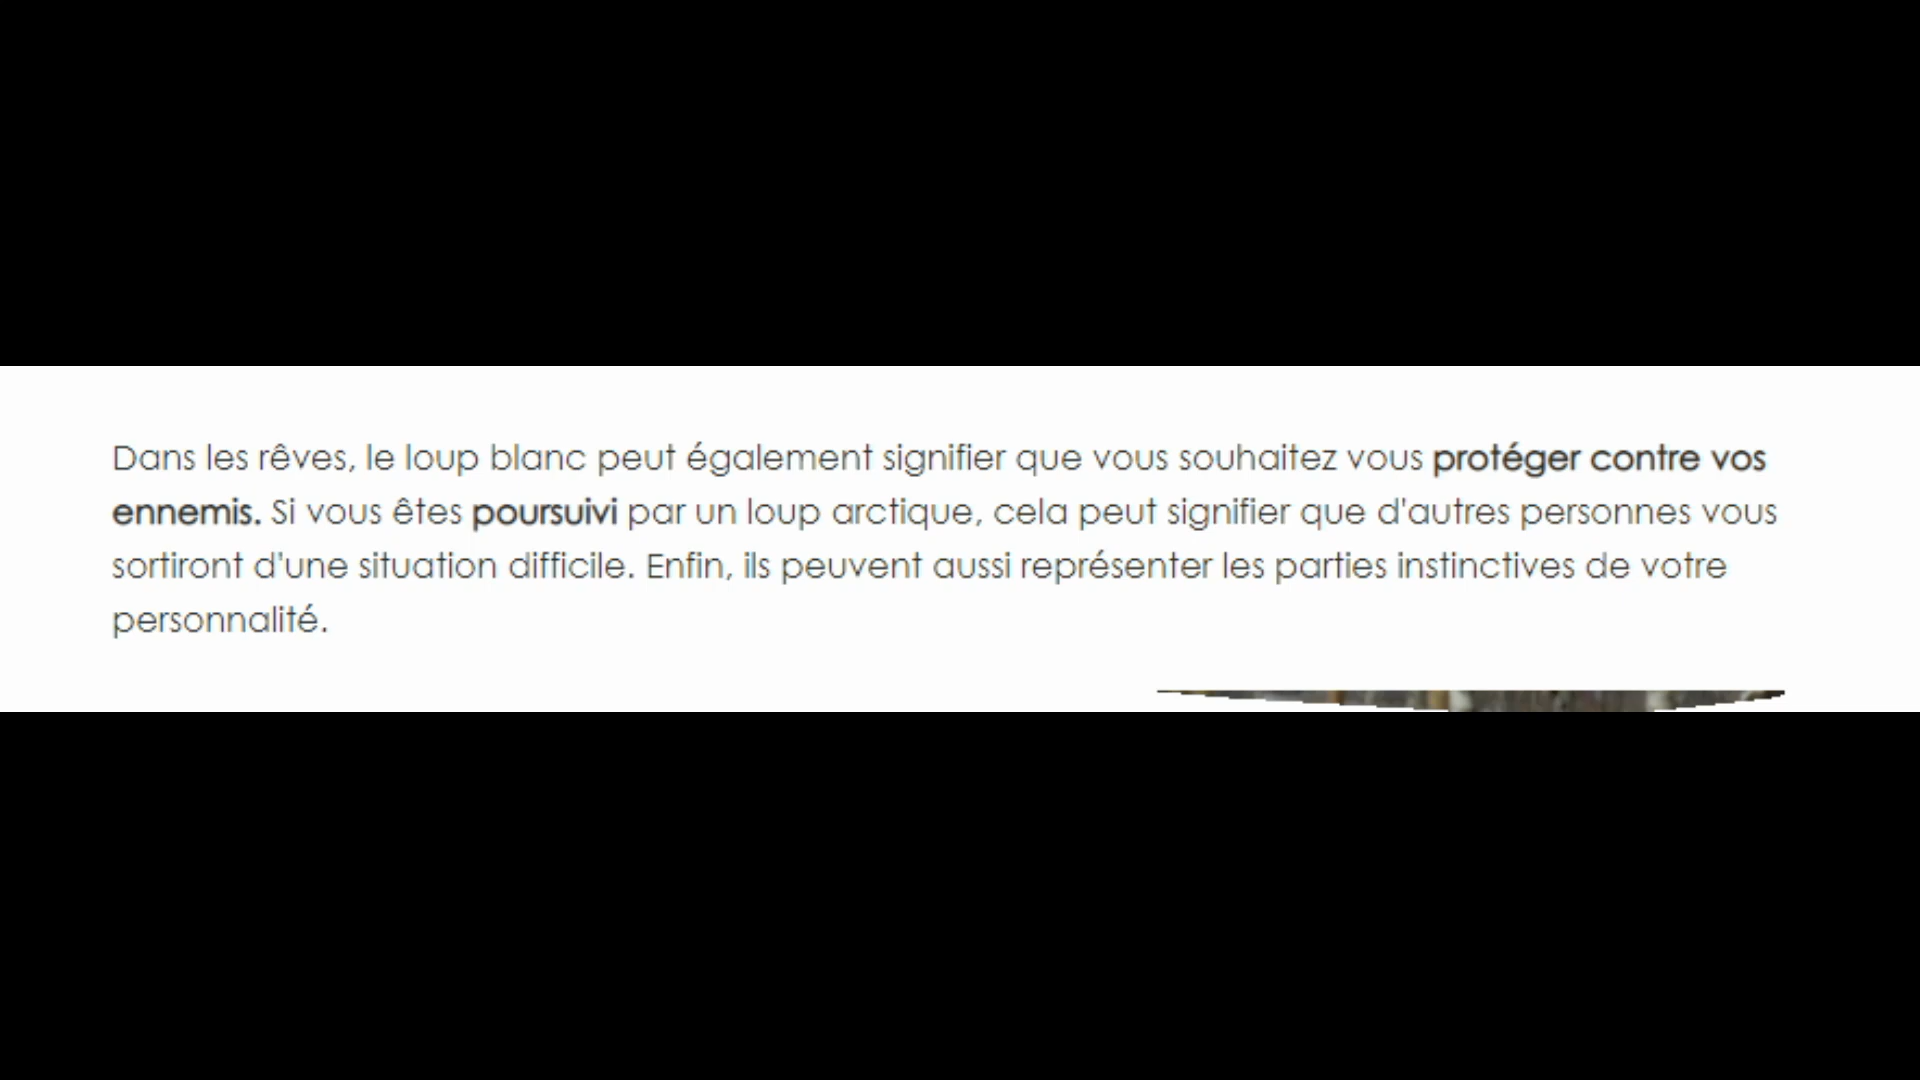 Dans les rêves, le loup blanc peut également signifier que vous souhaitez vous protéger contre vos
ennemis. Si vous êtes poursuivi par un loup arctique, cela peut signifier que d'autres personnes vous
sortiront d'une situation difficile. Enfin, ils peuvent aussi représenter les parties instinctives de votre
personnalité.